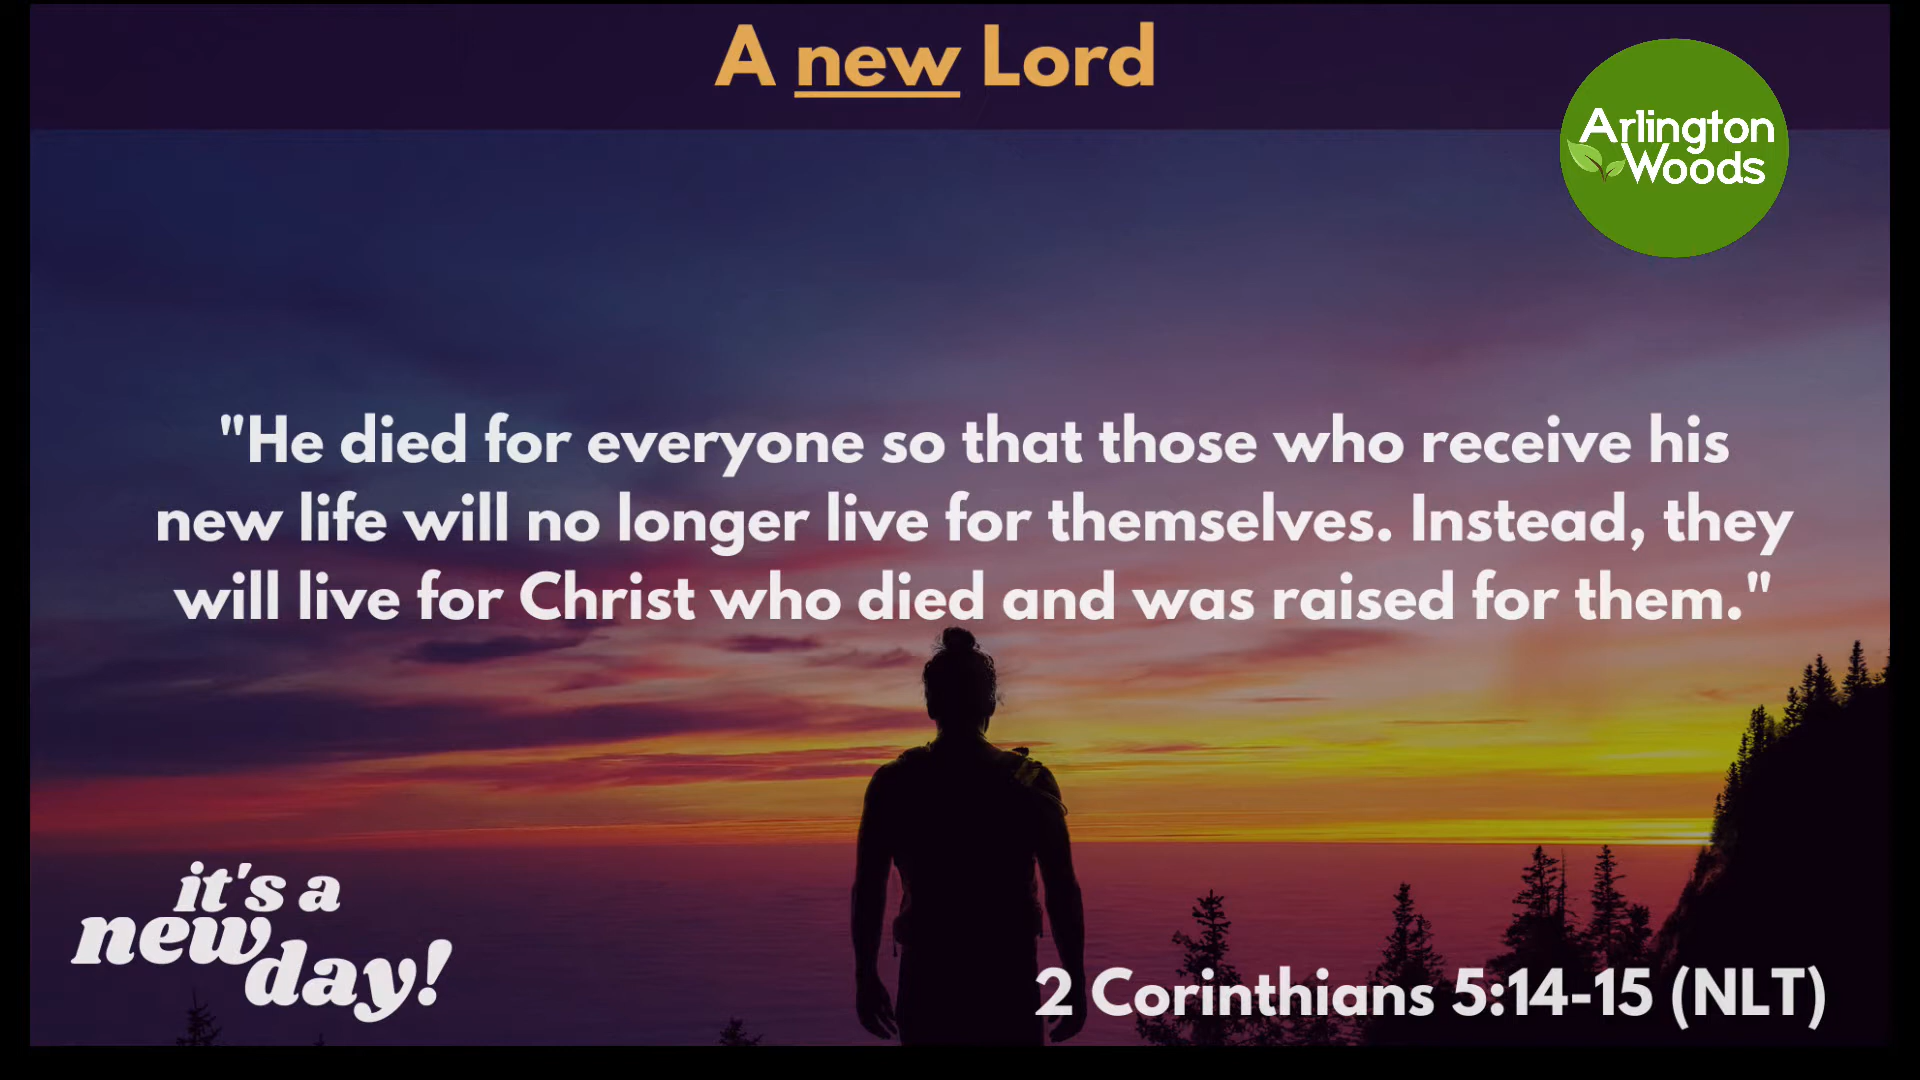 A new Lord
Arlington
Woods
"He died for everyone so that those who receive his
new life will no longer live for themselves. Instead, they
will live for Christ who died and was raised for them."
it's a
new
day!
2 Corinthians 5:14-15 (NLT)